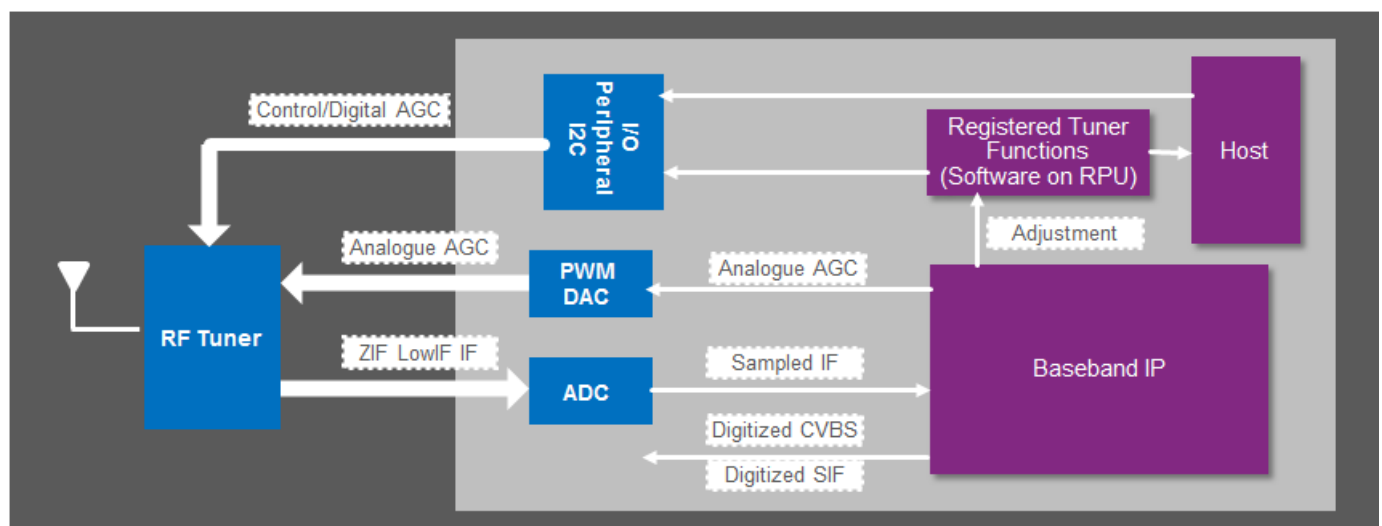 Control/Digital AGC
I/O
Peripheral
I2C
Registered Tuner
Functions
(Software on RPU)
Host
Adjustment
Analogue AGC
PWM
DAC
Analogue AGC
RF Tuner
ZIF LowIF IF
ADC
Sampled IF
Baseband IP
Digitized CVBS
Digitized SIF